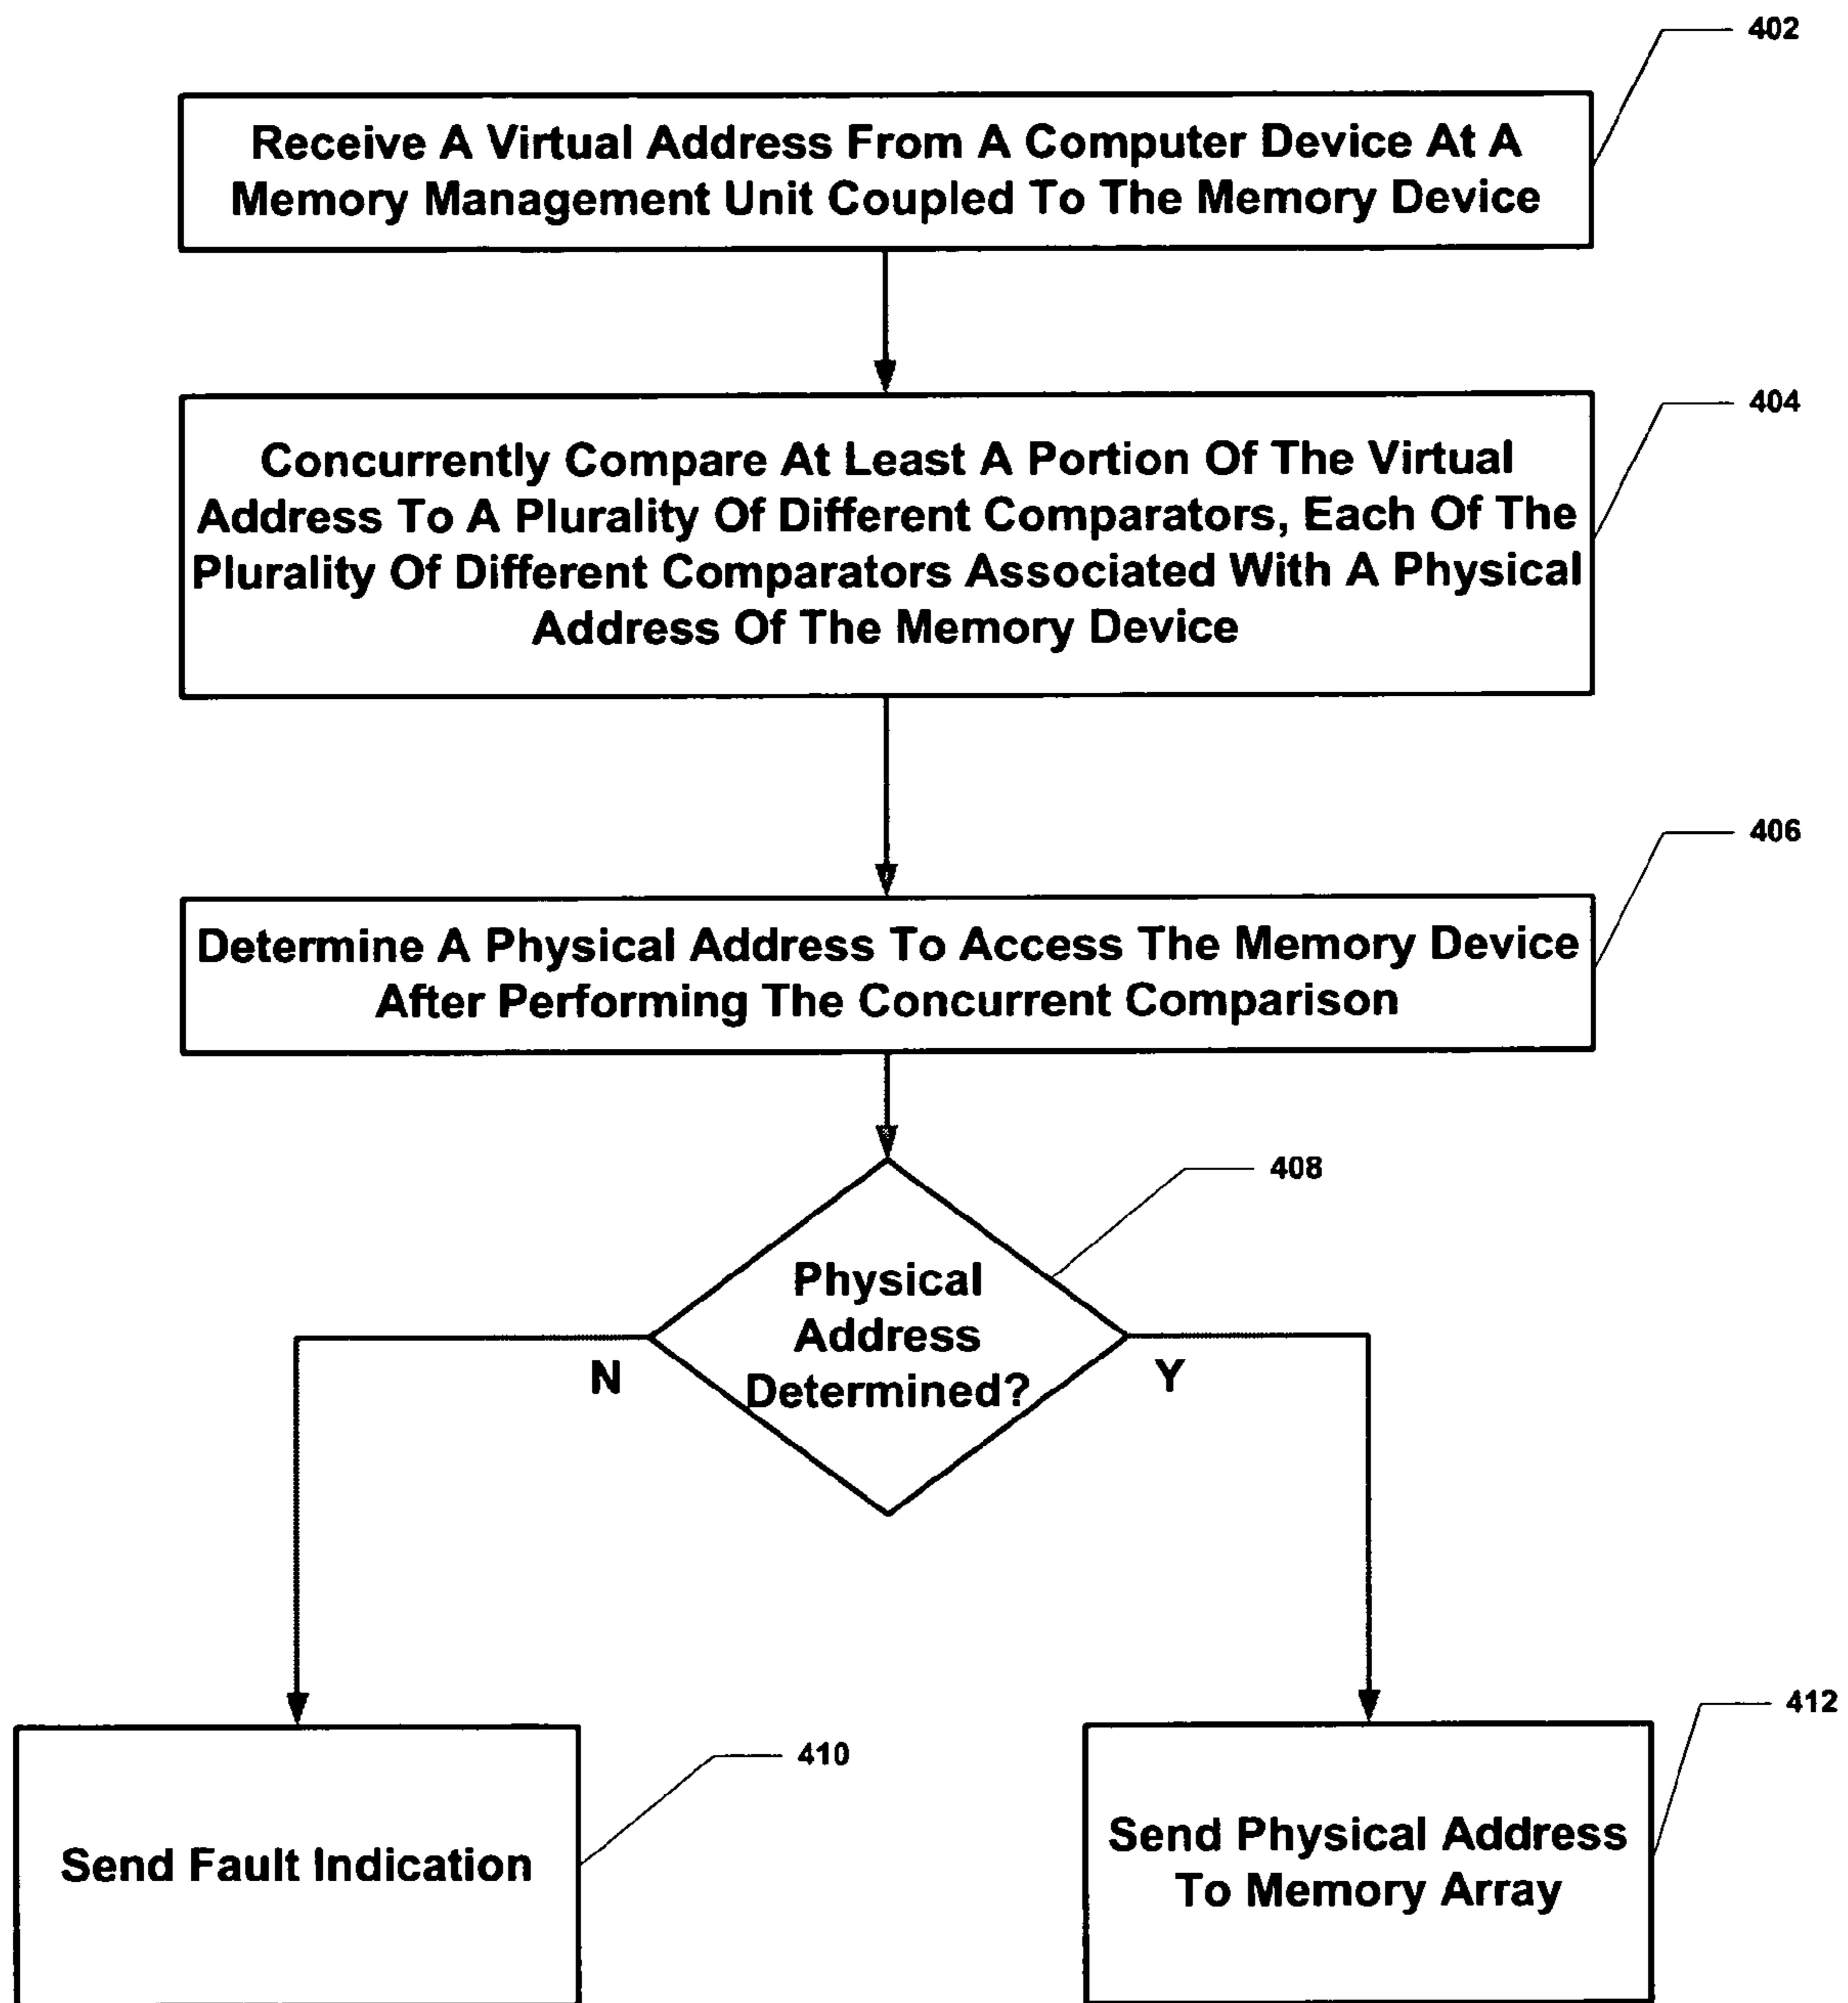 402
Receive A Virtual Address From A Computer Device At A
Memory Management Unit Coupled To The Memory Device
404
Concurrently Compare At Least A Portion Of The Virtual
Address To A Plurality Of Different Comparators, Each Of The
Plurality Of Different Comparators Associated With A Physical
Address Of The Memory Device
406
Determine A Physical Address To Access The Memory Device
After Performing The Concurrent Comparison
408
Physical
Address
Determined?
N
Y
410
Send Fault Indication
412
Send Physical Address
To Memory Array